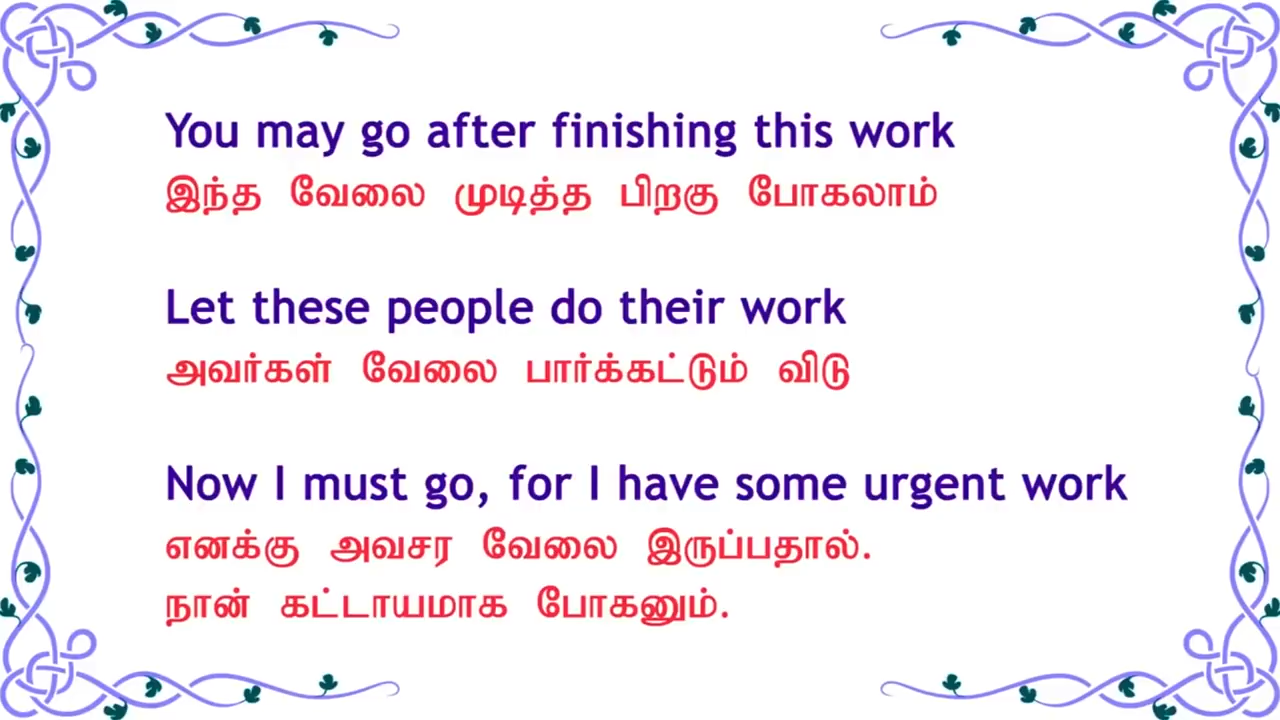 You may go after finishing this work
இந்த வேலை முடித்த பிறகு போகலாம்
Let these people do their work
அவர்கள் வேலை பார்க்கட்டும் விடு
Now I must go, for I have some urgent work
எனக்கு அவசர வேலை இருப்பதால்.
நான் கட்டாயமாக போகனும்.